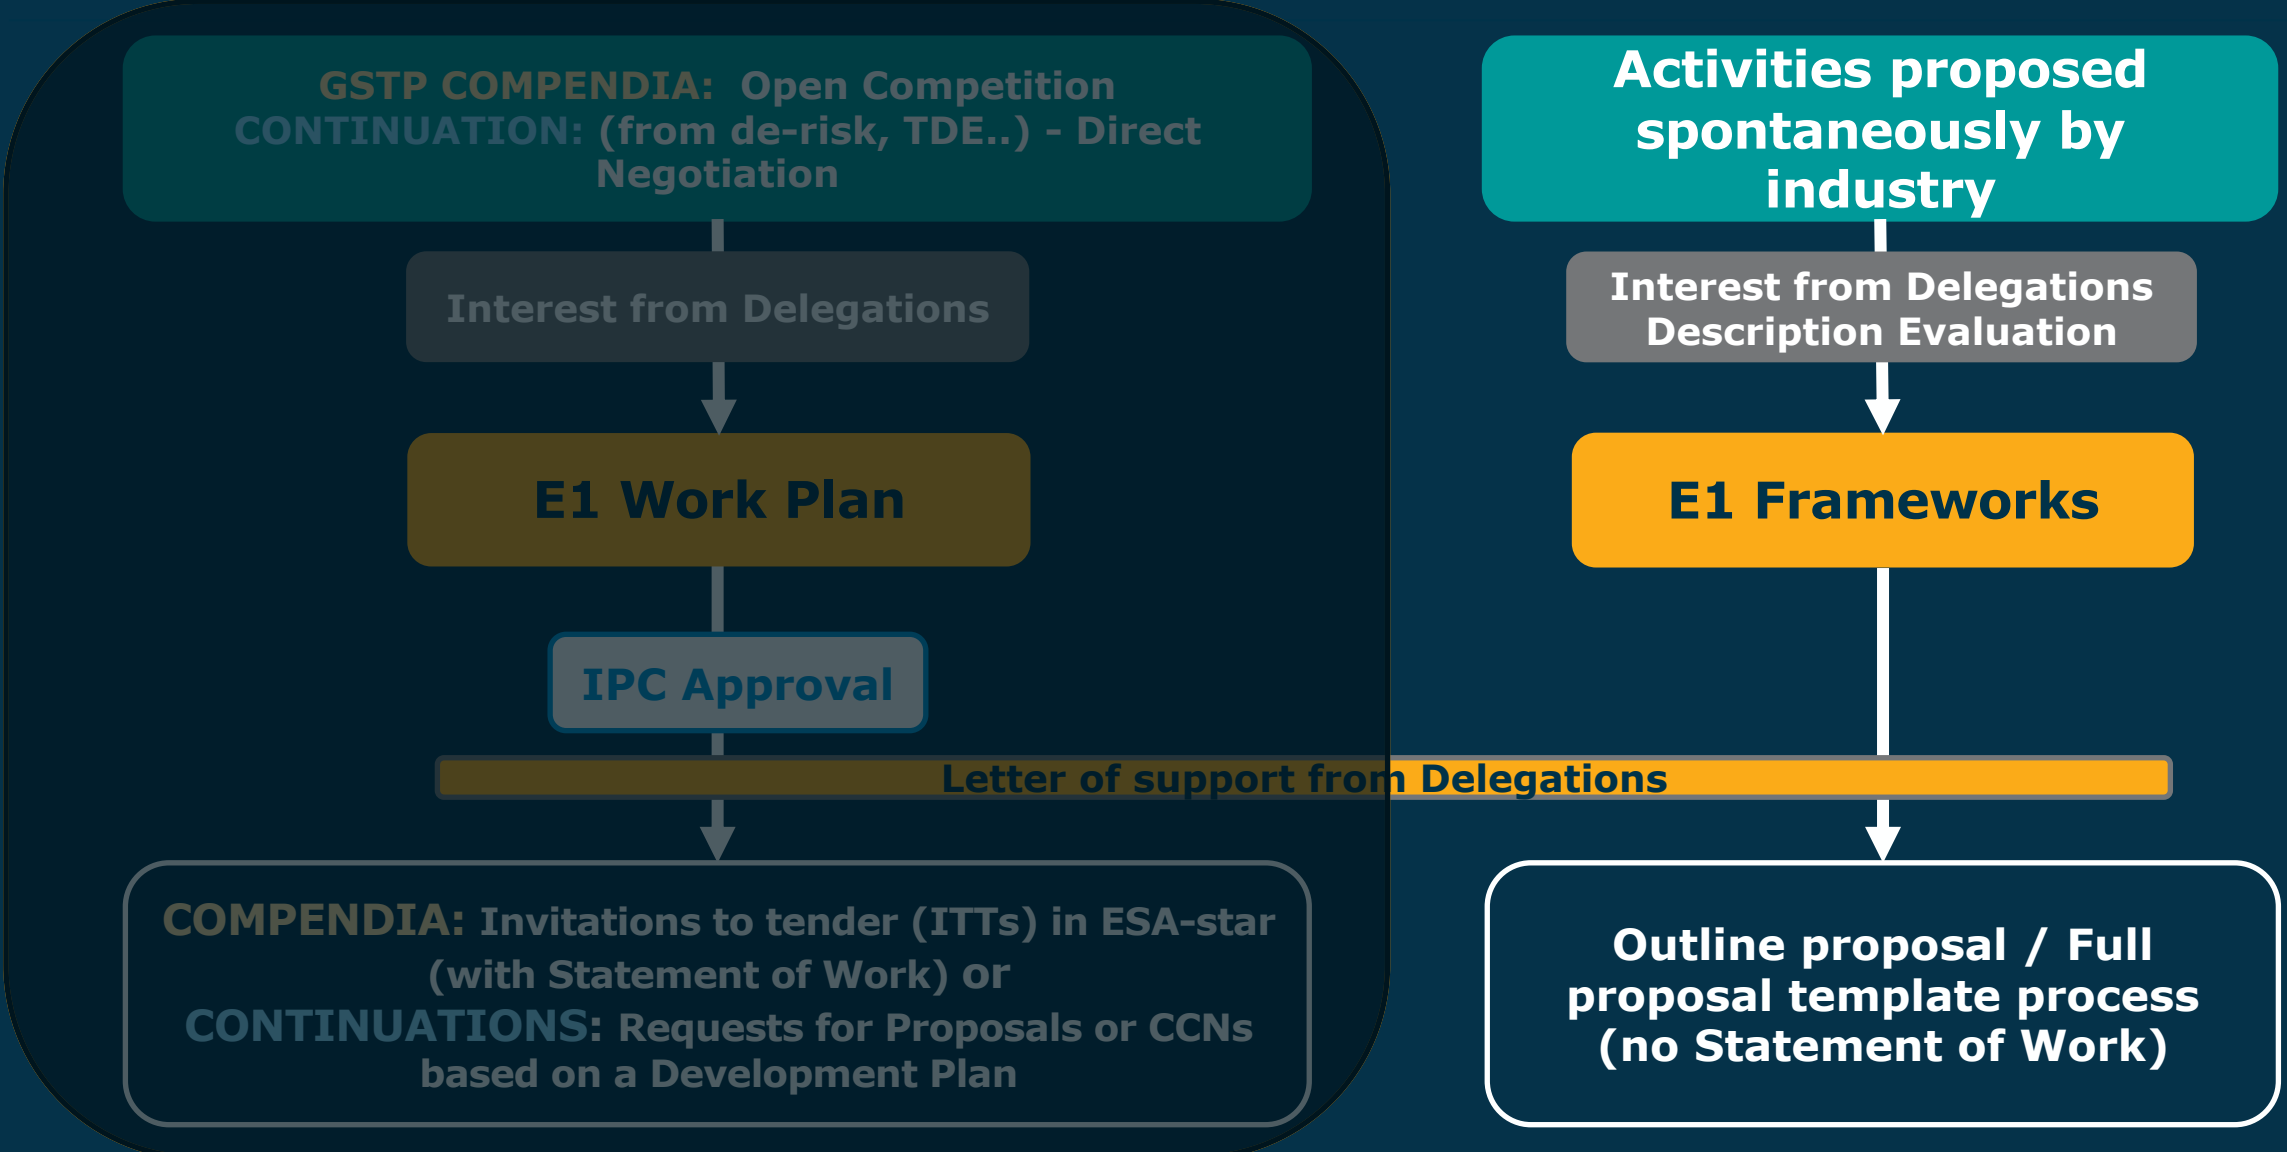 GSTP COMPENDIA: Open Competition
CONTINUATION: (from de-risk, TDE..) - Direct
Negotiation
Interest from Delegations
E1 Work Plan
IPC Approval
Activities proposed
spontaneously by
industry
Interest from Delegations
Description Evaluation
E1 Frameworks
Letter of support from Delegations
COMPENDIA: Invitations to tender (ITTs) in ESA-star
(with Statement of Work) or
CONTINUATIONS: Requests for Proposals or CCNs
based on a Development Plan
Outline proposal / Full
proposal template process
(no Statement of Work)